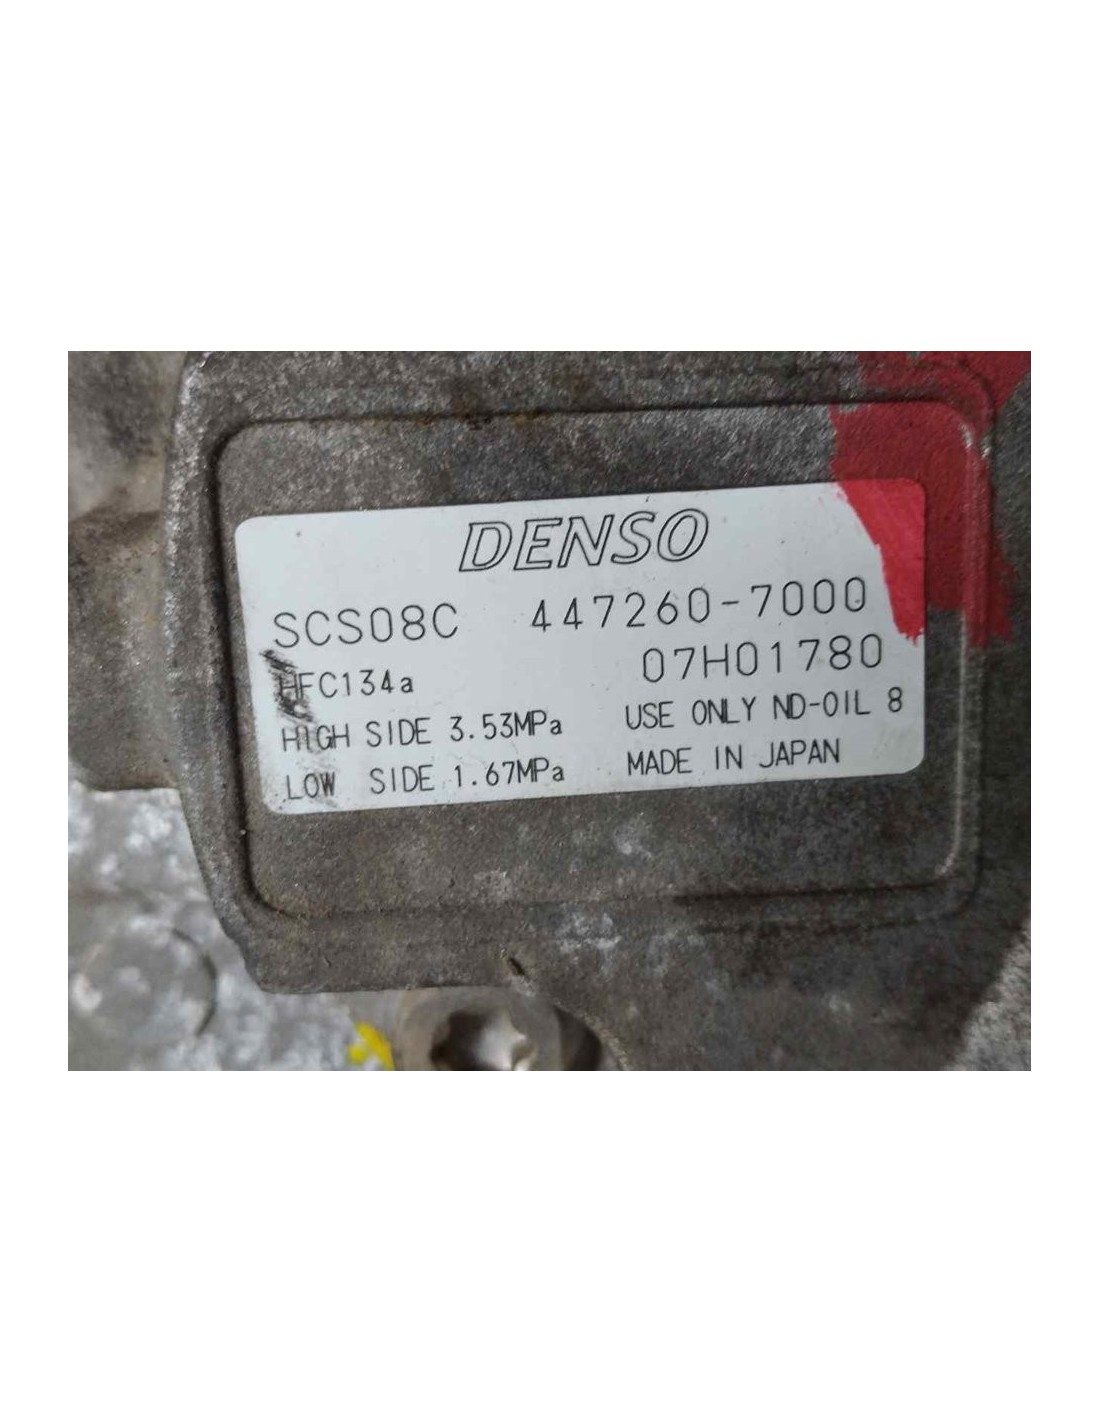 DENSO
SCS08C 447260-7000
HFC134a 07H01780
HIGH SIDE 3.53MPa USE ONLY ND-OIL 8
LOW SIDE 1.67MPa MADE IN JAPAN